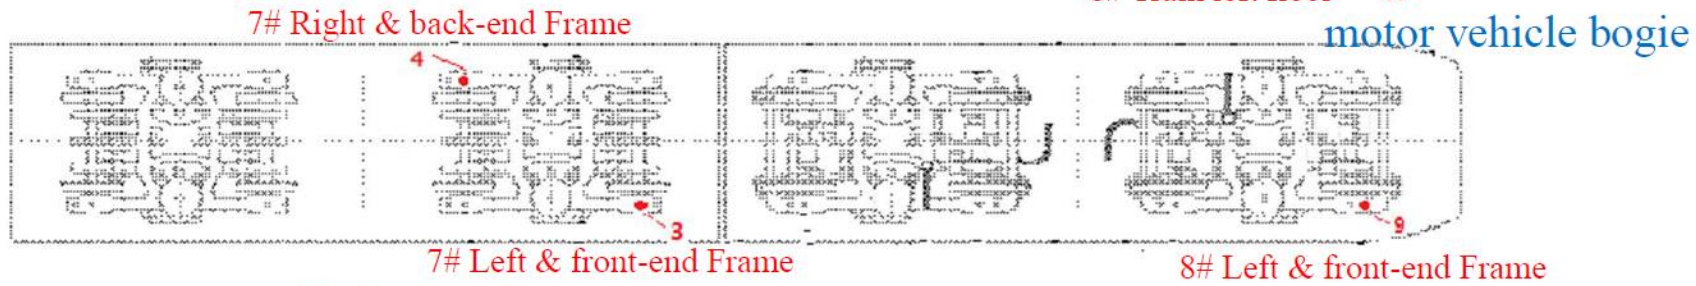 7# Right & back-end Frame
motor vehicle bogie
4
3
9
7# Left & front-end Frame
8# Left & front-end Frame